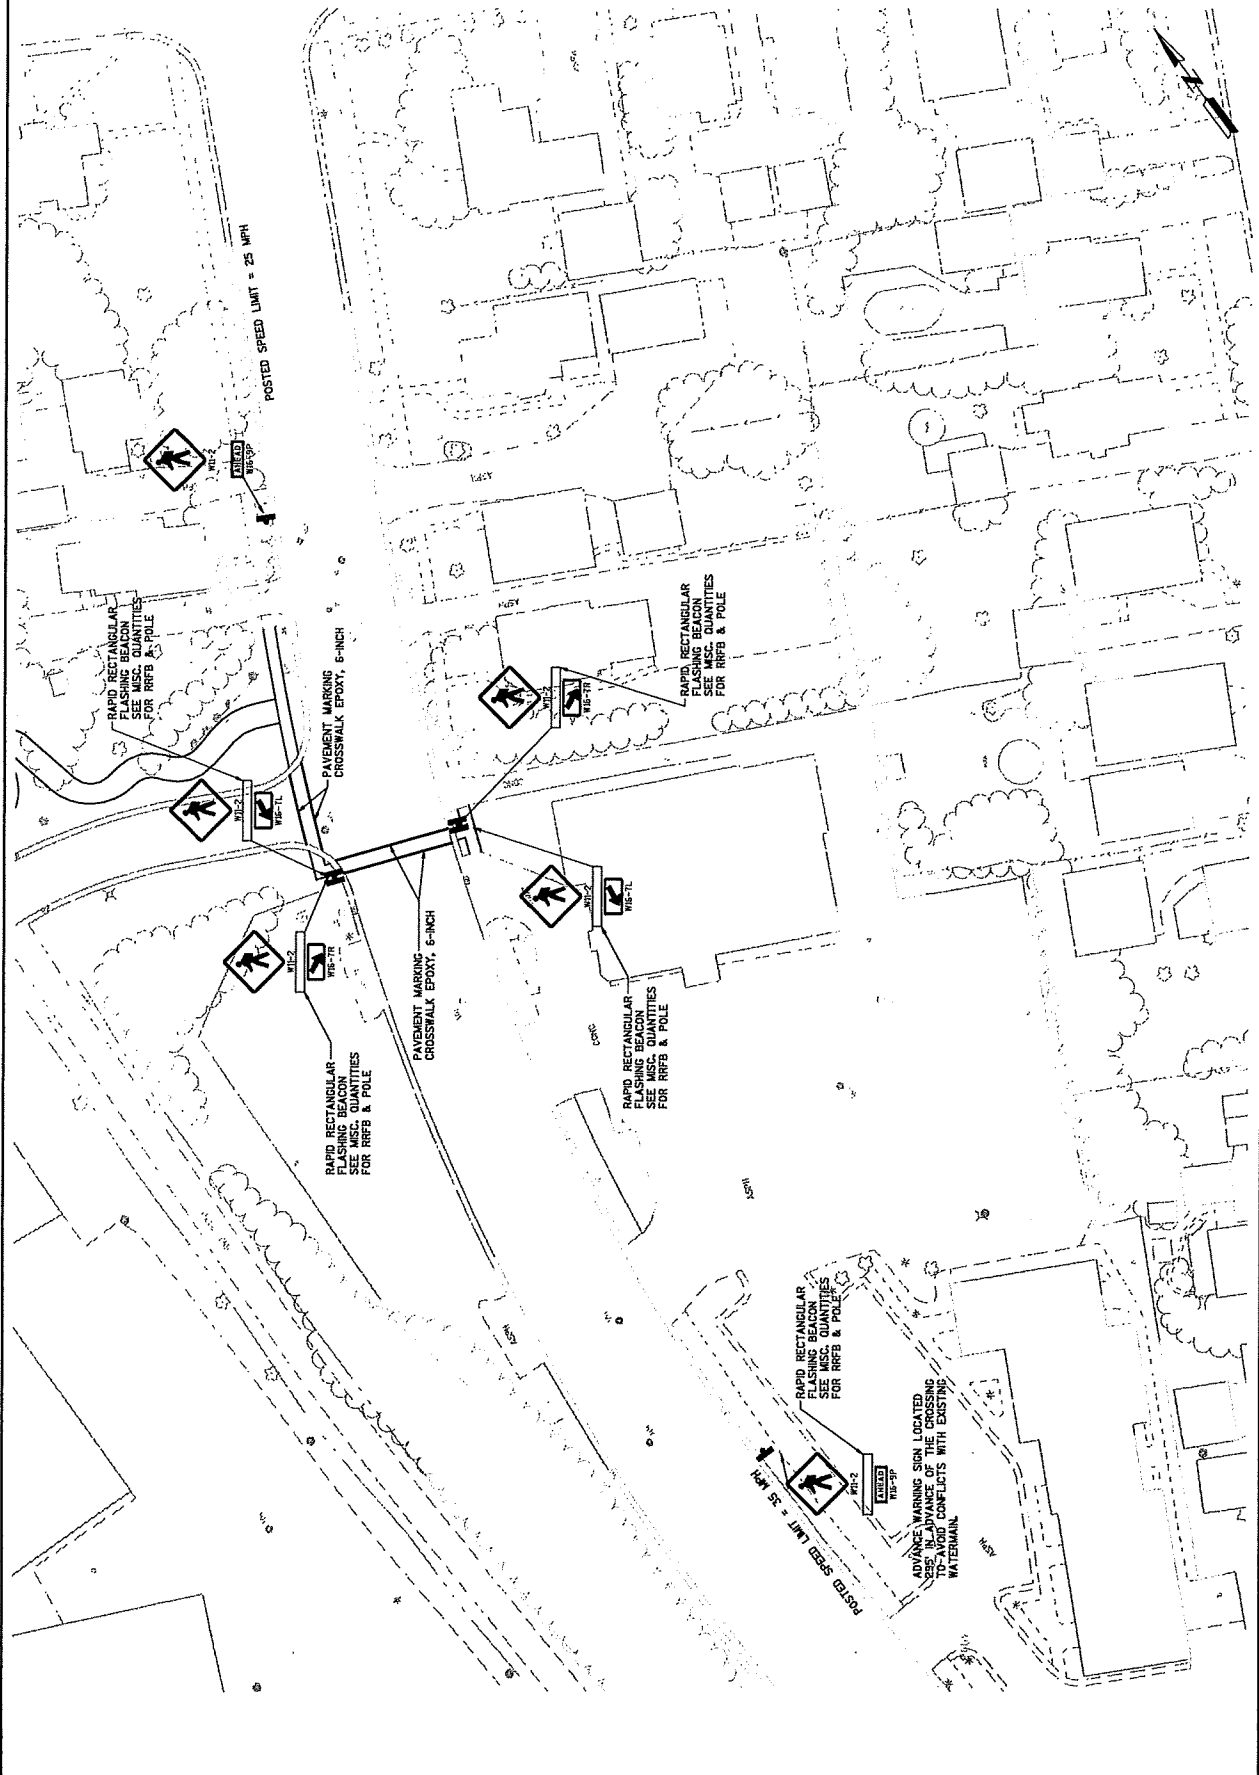 POSTED SPEED LIMIT = 25 MPH
W11-2
AHEAD
W16-9P
RAPID RECTANGULAR
FLASHING BEACON
SEE MISC. QUANTITIES
FOR RRFB & POLE
W11-2
W16-7L
PAVEMENT MARKING
CROSSWALK EPOXY, 6-INCH
RAPID RECTANGULAR
FLASHING BEACON
SEE MISC. QUANTITIES
FOR RRFB & POLE
W11-2
W16-7R
W11-2
W16-7R
RAPID RECTANGULAR
FLASHING BEACON
SEE MISC. QUANTITIES
FOR RRFB & POLE
PAVEMENT MARKING
CROSSWALK EPOXY, 6-INCH
W11-2
W16-7L
RAPID RECTANGULAR
FLASHING BEACON
SEE MISC. QUANTITIES
FOR RRFB & POLE
CONC
ASPH
ASPH
RAPID RECTANGULAR
FLASHING BEACON
SEE MISC. QUANTITIES
FOR RRFB & POLE
POSTED SPEED LIMIT = 35 MPH
W11-2
AHEAD
W16-9P
ADVANCE WARNING SIGN LOCATED
295' IN ADVANCE OF THE CROSSING
TO AVOID CONFLICTS WITH EXISTING
WATERMAIN.
ASPH
N